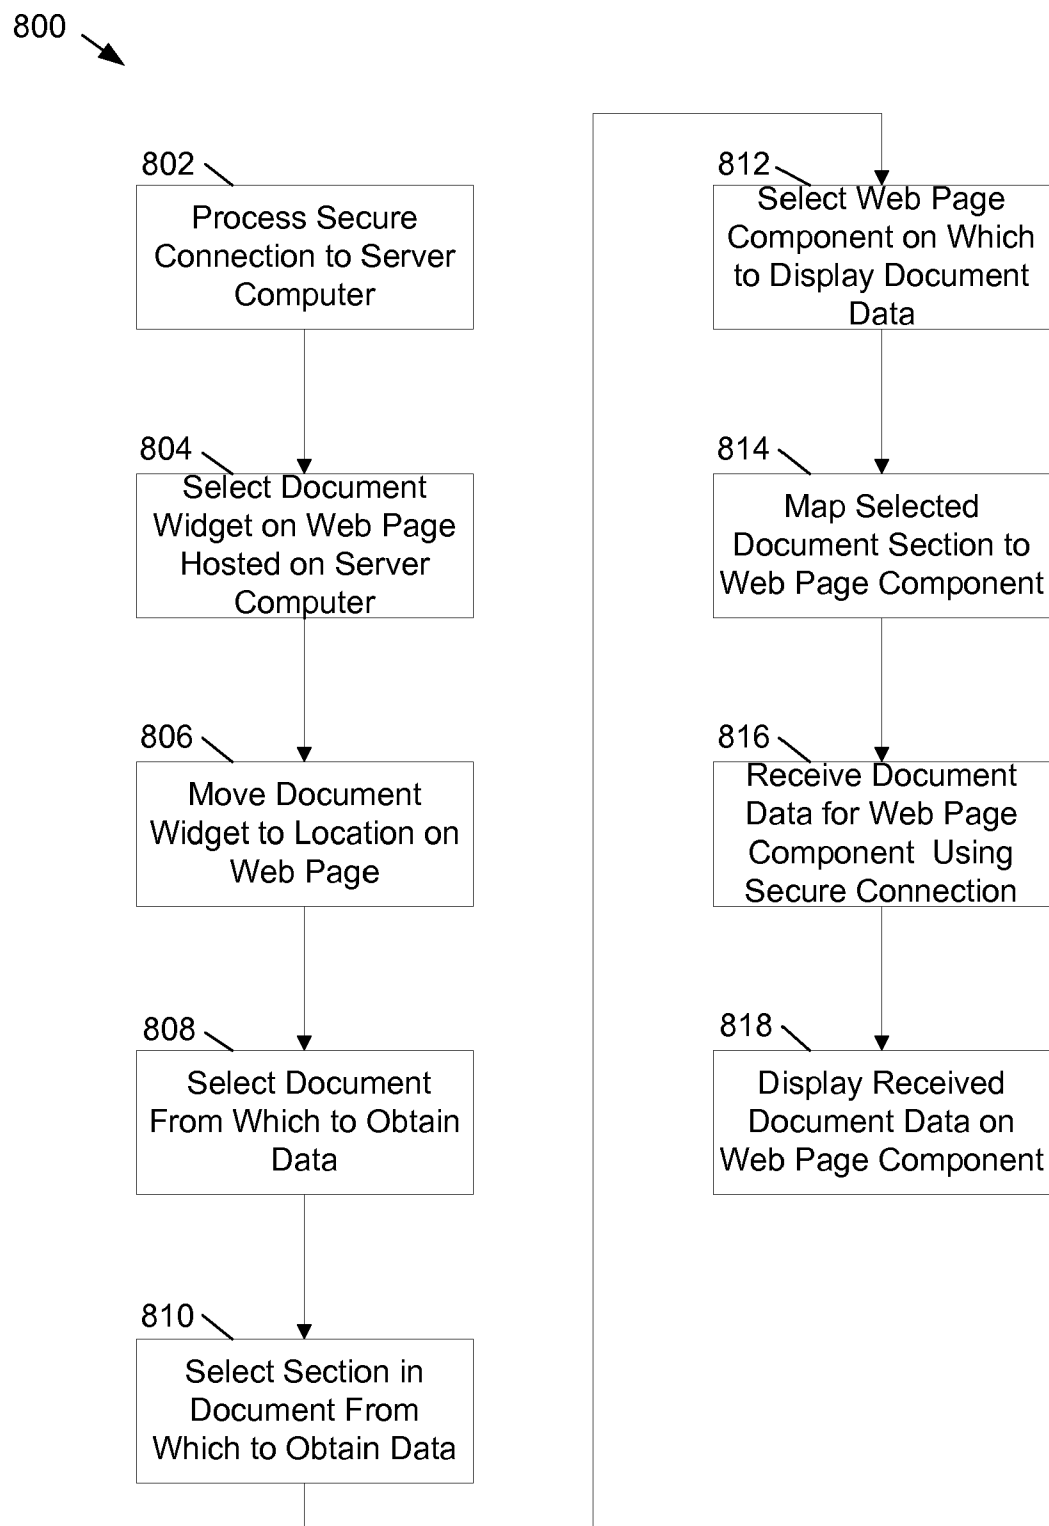 800
802
Process Secure
Connection to Server
Computer
804
Select Document
Widget on Web Page
Hosted on Server
Computer
806
Move Document
Widget to Location on
Web Page
808
Select Document
From Which to Obtain
Data
810
Select Section in
Document From
Which to Obtain Data
812
Select Web Page
Component on Which
to Display Document
Data
814
Map Selected
Document Section to
Web Page Component
816
Receive Document
Data for Web Page
Component  Using
Secure Connection
818
Display Received
Document Data on
Web Page Component